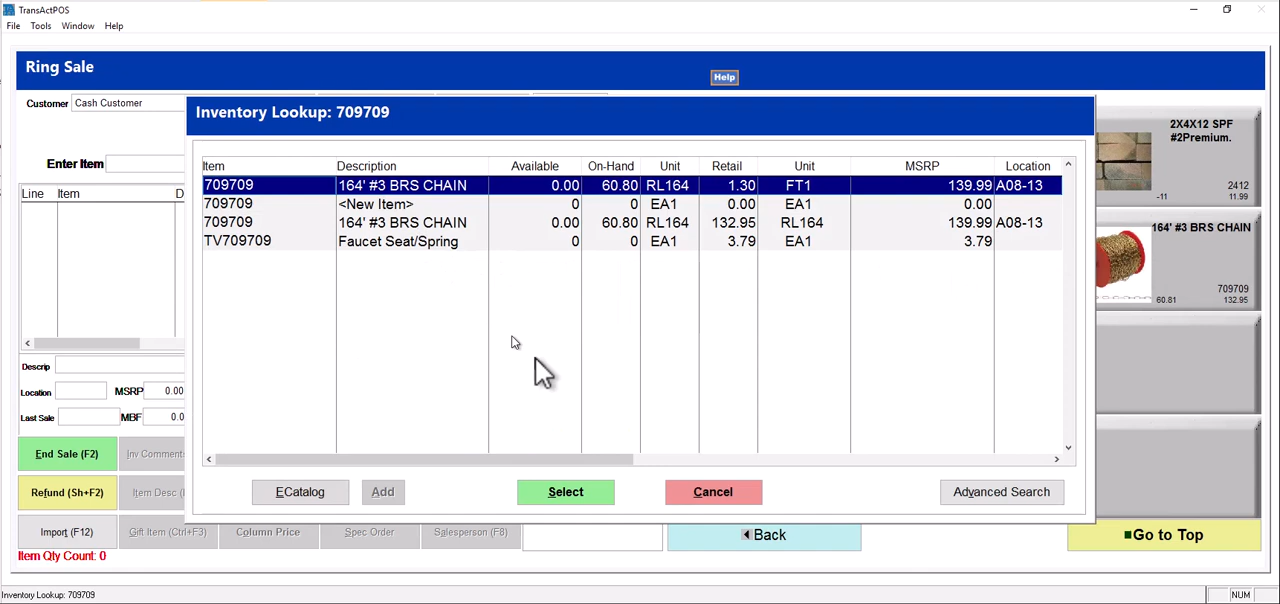 TransActPOS
File Tools Window Help
Ring Sale
Help
Customer Cash Customer
Inventory Lookup: 709709
Enter Item
Line Item D
Item Description Available On-Hand Unit Retail Unit MSRP Location
709709 164' #3 BRS CHAIN 0.00 60.80 RL164 1.30 FT1 139.99 A08-13
709709 <New Item> 0 0 EA1 0.00 EA1 0.00
709709 164' #3 BRS CHAIN 0.00 60.80 RL164 132.95 RL164 139.99 A08-13
TV709709 Faucet Seat/Spring 0 0 EA1 3.79 EA1 3.79
2X4X12 SPF
#2Premium.
2412
-11 11.99
164' #3 BRS CHAIN
709709
60.81 132.95
Descrip
Location MSRP 0.00
Last Sale MBF 0.0
End Sale (F2) Inv Comments
Refund (Sh+F2) Item Desc (
Import (F12) Gift Item (Ctrl+F3) Column Price Spec Order Salesperson (F8)
ECatalog Add Select Cancel Advanced Search
Back Go to Top
Item Qty Count: 0
Inventory Lookup: 709709 NUM